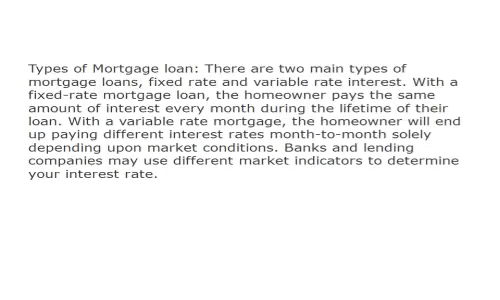 Types of Mortgage loan: There are two main types of
mortgage loans, fixed rate and variable rate interest. With a
fixed-rate mortgage loan, the homeowner pays the same
amount of interest every month during the lifetime of their
loan. With a variable rate mortgage, the homeowner will end
up paying different interest rates month-to-month solely
depending upon market conditions. Banks and lending
companies may use different market indicators to determine
your interest rate.